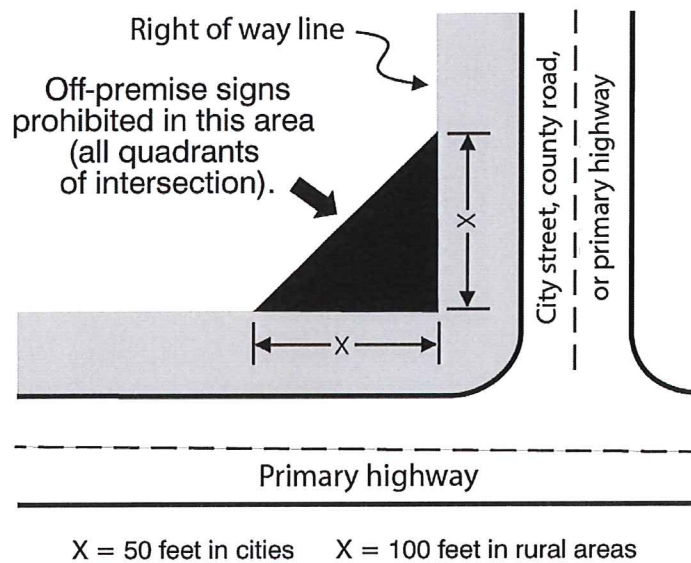 Right of way line
Off-premise signs
prohibited in this area
(all quadrants
of intersection).
X
X
City street, county road,
or primary highway
Primary highway
X = 50 feet in cities X = 100 feet in rural areas